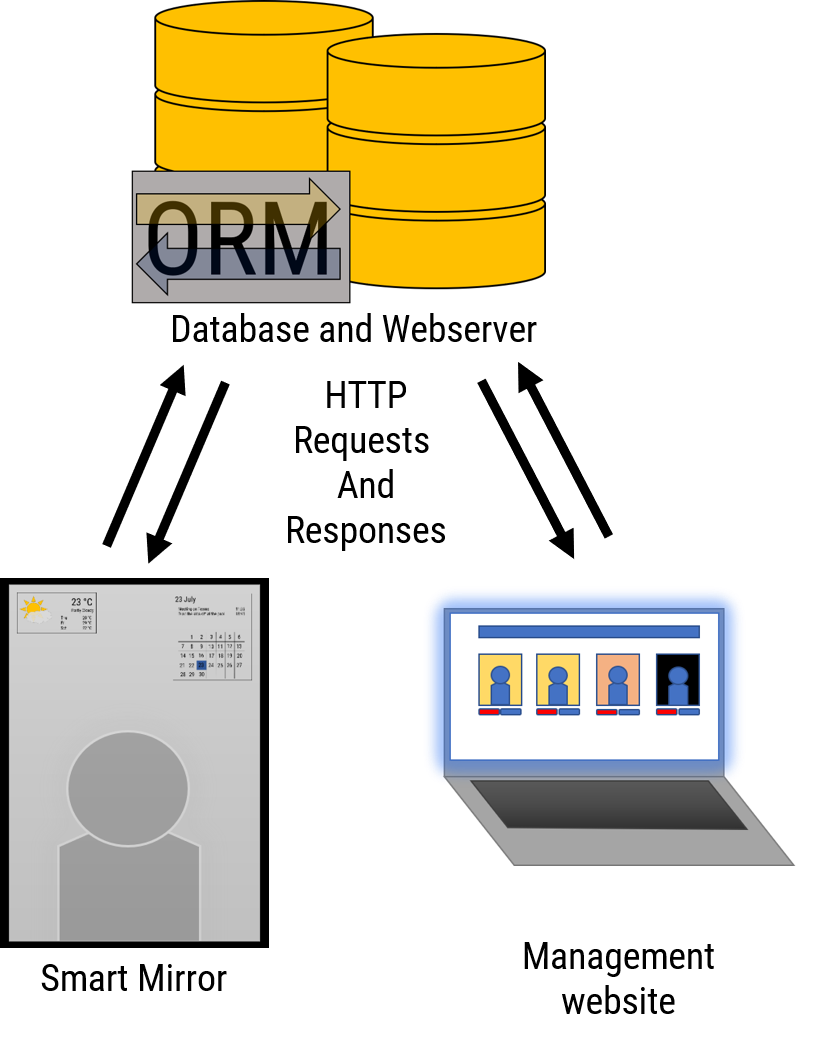 ORM
Database and Webserver
HTTP
Requests
And
Responses
23 °C
Partly Cloudy
23 July
1 2 3 4 5 6
7 8 9 10 11 12 13
14 15 16 17 18 19 20
21 22 23 24 25 26 27
28 29 30
Smart Mirror
Management
website